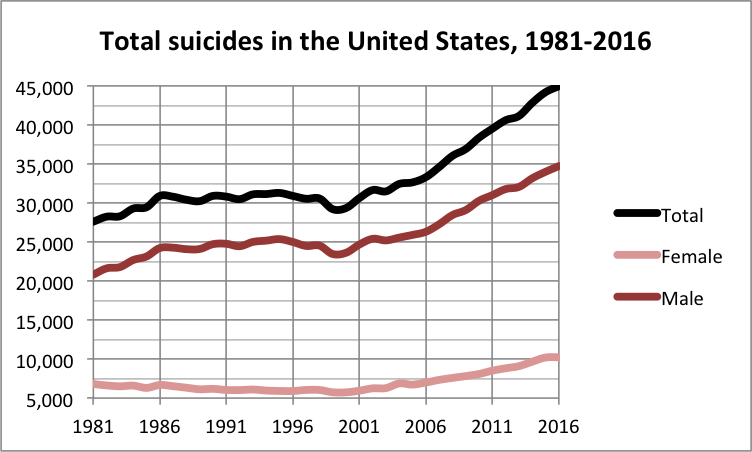 Total suicides in the United States, 1981-2016
45,000
40,000
35,000
30,000
25,000
20,000
15,000
10,000
5,000
1981 1986 1991 1996 2001 2006 2011 2016
Total
Female
Male